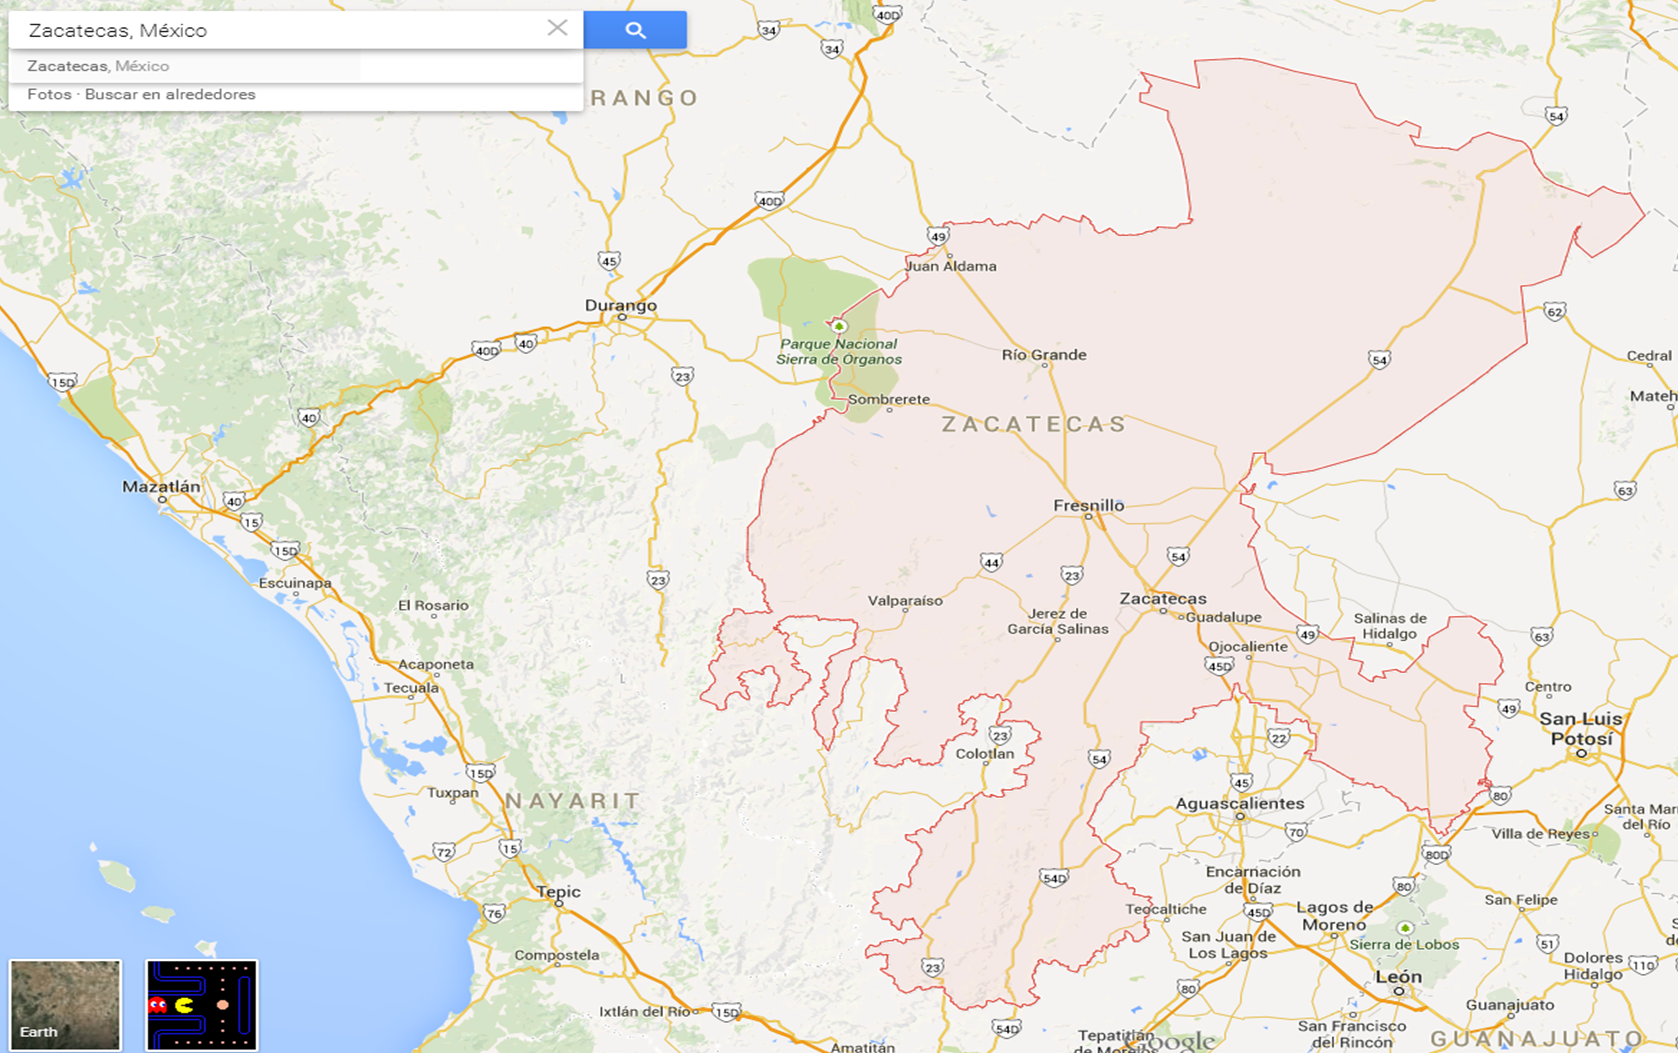 Zacatecas, México
Zacatecas, México
Fotos · Buscar en alrededores
RANGO
34
34
40D
54
40D
49
45
Juan Aldama
Durango
62
Parque Nacional
Sierra de Organos
40D
40
Río Grande
54
Cedral
15D
23
Sombrerete
Mateh
40
ZACATECAS
Mazatlán
40
63
15
Fresnillo
15D
44
54
23
23
Escuinapa
El Rosario
Valparaíso
Zacatecas
Jerez de
García Salinas
Guadalupe
Salinas de
Hidalgo
49
63
Ojocaliente
45D
Acaponeta
Tecuala
Centro
49
San Luis
Potosí
23
22
Colotlan
54
15D
45
Tuxpan
NAYARIT
80
Aguascalientes
Santa Mar
del Río
70
Villa de Reyes
72
15
80D
Encarnación
de Díaz
54D
80
Tepic
San Felipe
76
Teocaltiche
45D
Lagos de
Moreno
San Juan de
Los Lagos
Sierra de Lobos
51
Compostela
23
Dolores
Hidalgo
110
León
80
Ixtlán del Río
15D
Guanajuato
54D
San Francisco
del Rincón
GUANAJUATO
Tepatitlán
de Morelos
Google
Amatitán
Earth